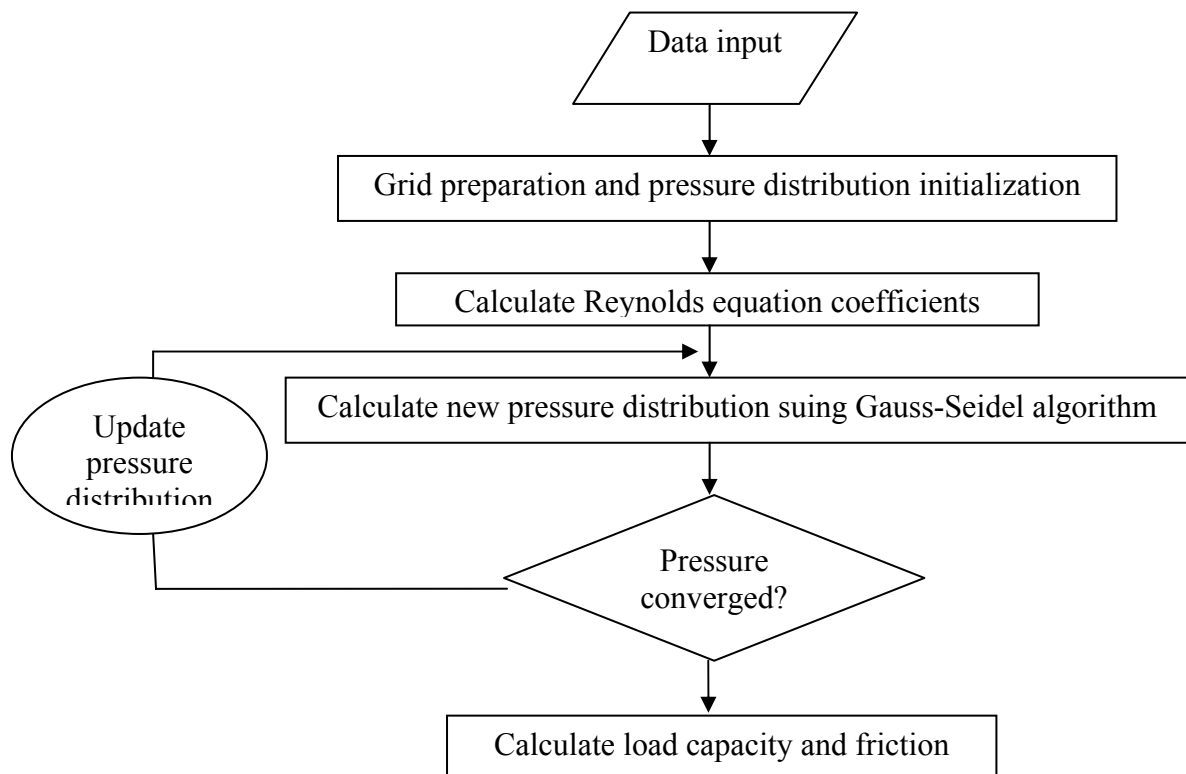 Data input
Grid preparation and pressure distribution initialization
Calculate Reynolds equation coefficients
Calculate new pressure distribution suing Gauss-Seidel algorithm
Update
pressure
distribution
Pressure
converged?
Calculate load capacity and friction